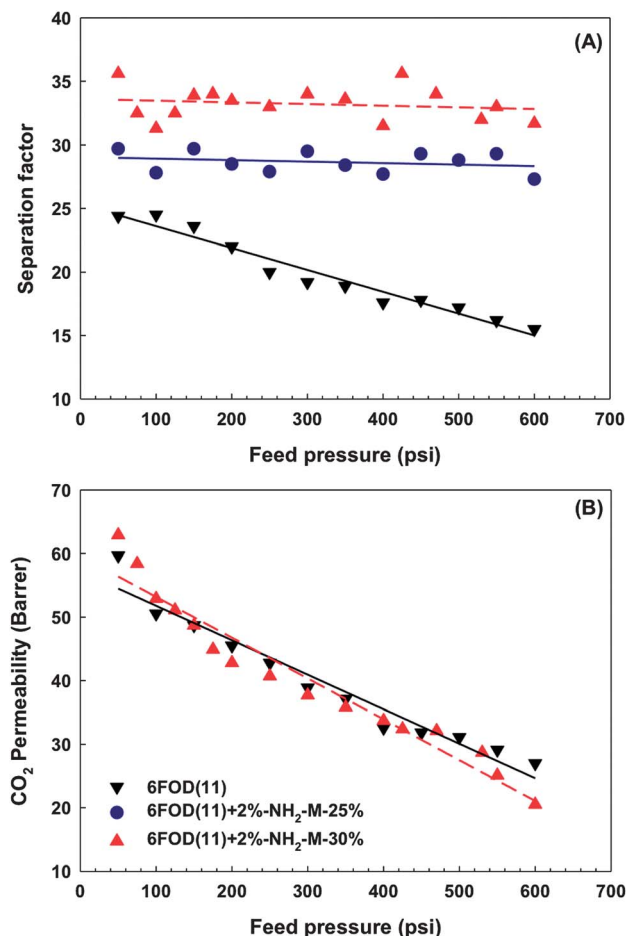 40
(A)
35
30
25
20
15
10
Separation factor
0 100 200 300 400 500 600 700
Feed pressure (psi)
70
(B)
60
50
40
30
20
10
CO₂ Permeability (Barrer)
6FOD(11)
6FOD(11)+2%-NH₂-M-25%
6FOD(11)+2%-NH₂-M-30%
0 100 200 300 400 500 600 700
Feed pressure (psi)